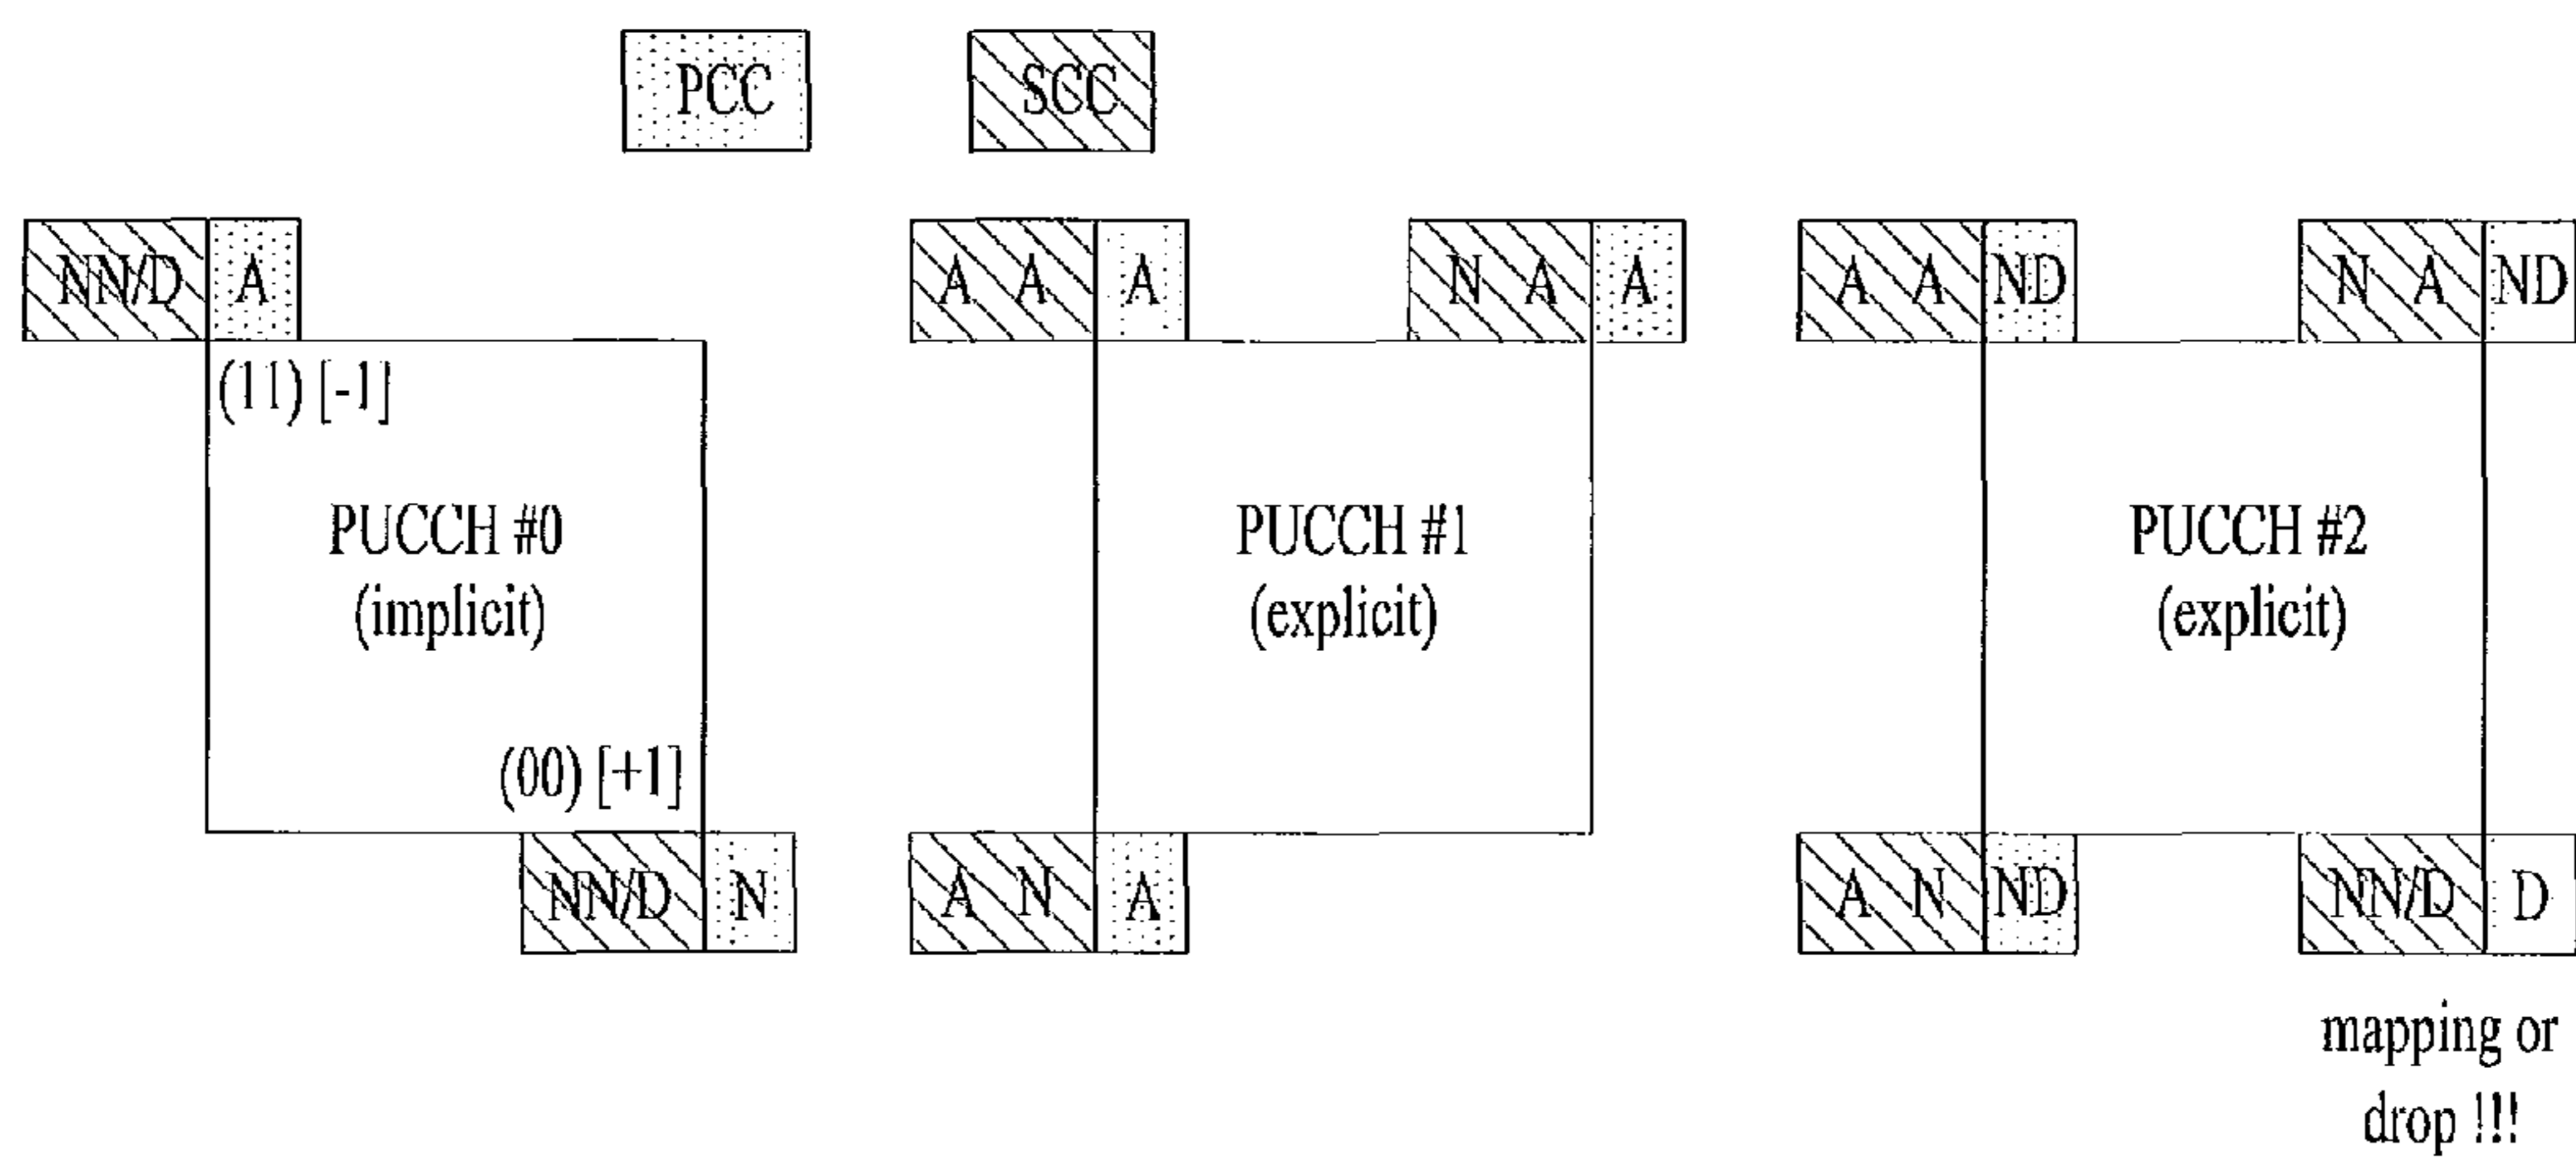 PCC SCC
NN/D A A A A N A A A A ND N A ND
(11) [-1]
PUCCH #0 PUCCH #1 PUCCH #2
(implicit) (explicit) (explicit)
(00) [+1]
NN/D N A N A A N ND NN/D D
mapping or
drop !!!